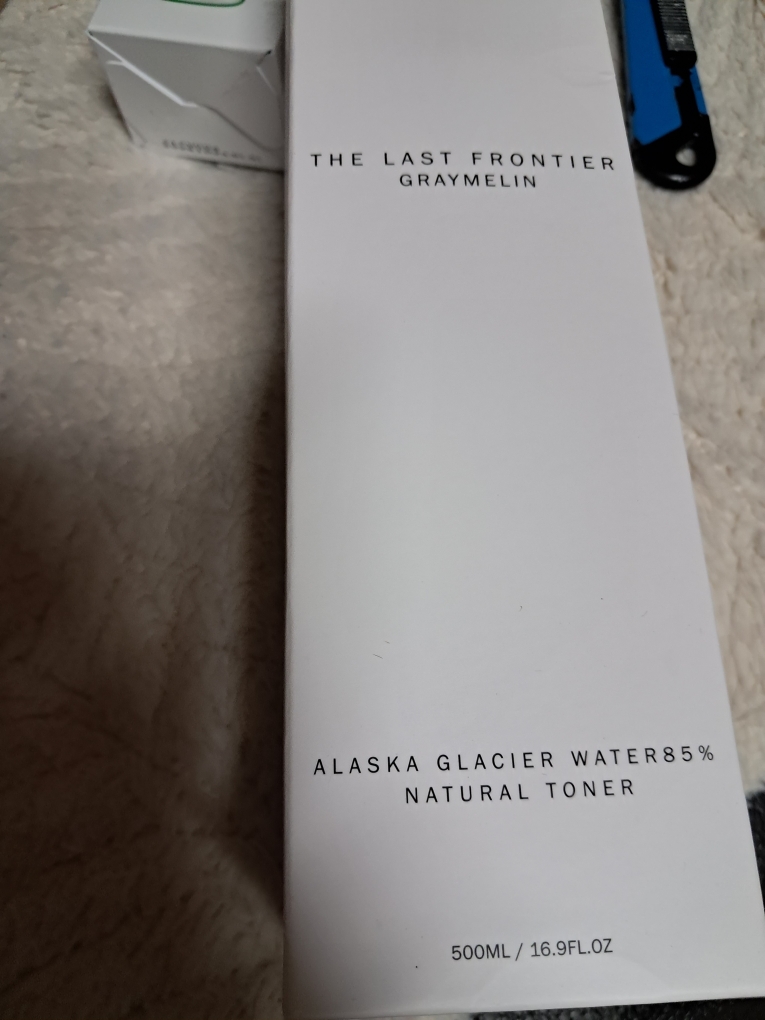 THE LAST FRONTIER
GRAYMELIN
ALASKA GLACIER WATER85%
NATURAL TONER
500ML / 16.9FL.OZ